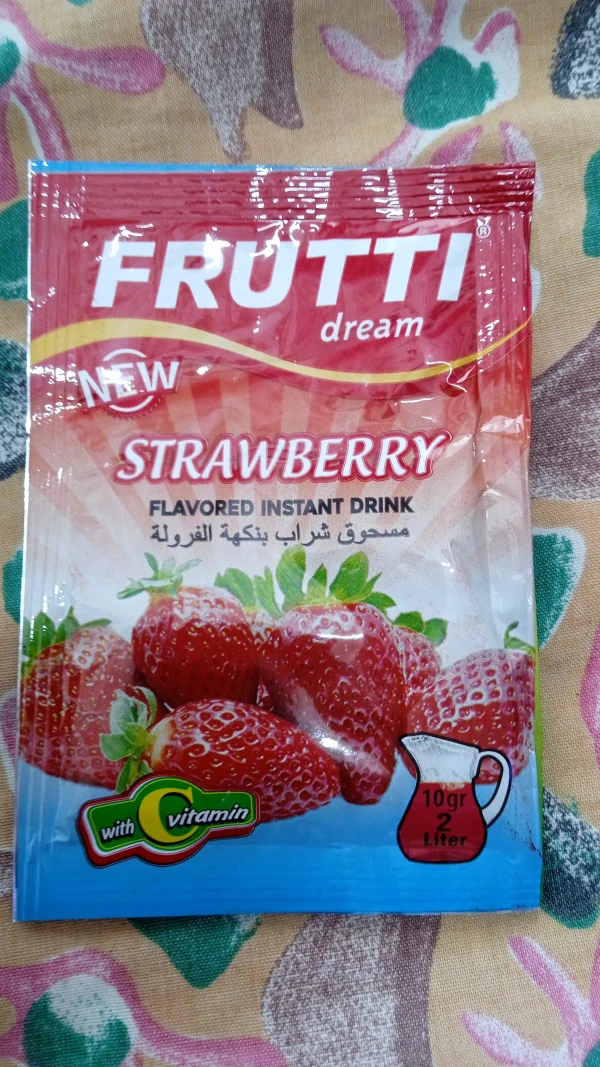 FRUTTI ®
dream
NEW
STRAWBERRY
FLAVORED INSTANT DRINK
مسحوق شراب بنكهة الفرولة
with C vitamin
10gr
2
Liter